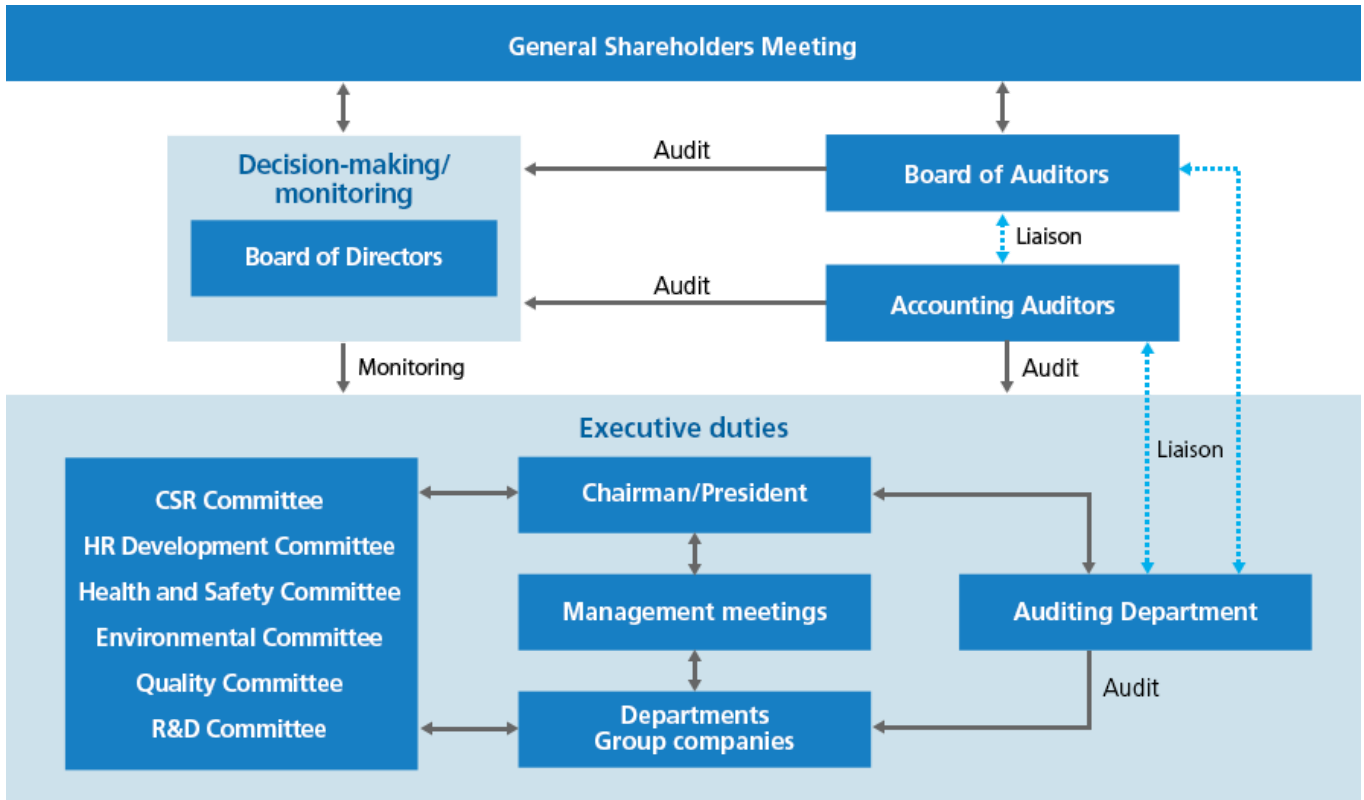 General Shareholders Meeting
Decision-making/
monitoring
Board of Directors
Audit
Board of Auditors
Liaison
Audit
Accounting Auditors
Monitoring
Audit
Executive duties
Liaison
CSR Committee
HR Development Committee
Health and Safety Committee
Environmental Committee
Quality Committee
R&D Committee
Chairman/President
Management meetings
Departments
Group companies
Auditing Department
Audit